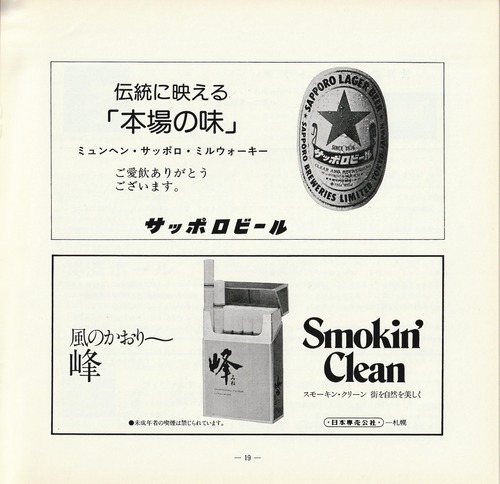 伝統に映える
「本場の味」
ミュンヘン・サッポロ・ミルウォーキー
ご愛飲ありがとう
ございます。
サッポロビール
SAPPORO LAGER BEER
SINCE 1876
サッポロビール
SAPPORO BREWERIES LIMITED
風のかおり〜
峰
峰
みね
Smokin'
Clean
スモーキン・クリーン 街を自然を美しく
●未成年者の喫煙は禁じられています。
・日本専売公社・—札幌
— 19 —